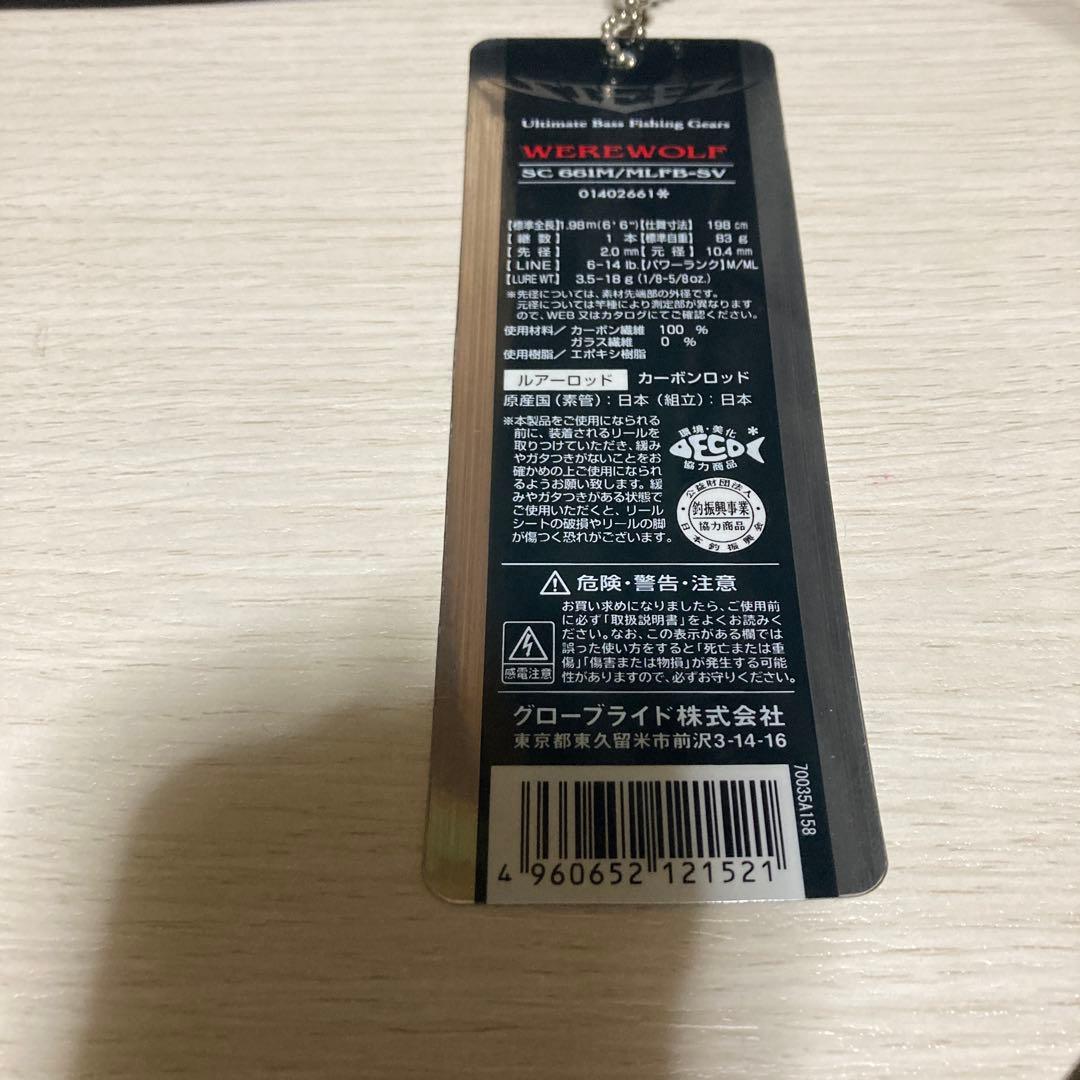 STEEZ
Ultimate Bass Fishing Gears
WEREWOLF
SC 661M/MLFB-SV
01402661*
【標準全長】1.98m(6'6")【仕舞寸法】 198 cm
【継数】 1 本【標準自重】 83 g
【先径】 2.0 mm【元径】 10.4 mm
【LINE】 6-14 lb.【パワーランク】M/ML
【LURE WT.】 3.5-18 g (1/8-5/8oz.)
※先径については、素材先端部の外径です。
元径については竿種により測定部が異なります
ので、WEB又はカタログにてご確認ください。
使用材料/ カーボン繊維 100 %
ガラス繊維 0 %
使用樹脂/ エポキシ樹脂
ルアーロッド カーボンロッド
原産国(素管):日本(組立):日本
※本製品をご使用になられる
前に、装着されるリールを
取りつけていただき、緩み
やガタつきがないことをお
確かめの上ご使用になられ
るようお願い致します。緩
みやガタつきがある状態で
ご使用いただくと、リール
シートの破損やリールの脚
が傷つく恐れがございます。
環境・美化*
ECO
協力商品
公益財団法人
釣振興事業
協力商品
日本釣振興会
危険・警告・注意
お買い求めになりましたら、ご使用前
に必ず「取扱説明書」をよくお読みく
ださい。なお、この表示がある欄では
誤った使い方をすると「死亡または重
傷」「傷害または物損」が発生する可能
性がありますので、必ずお守りください。
感電注意
グローブライド株式会社
東京都東久留米市前沢3-14-16
70035A158
4 960652 121521